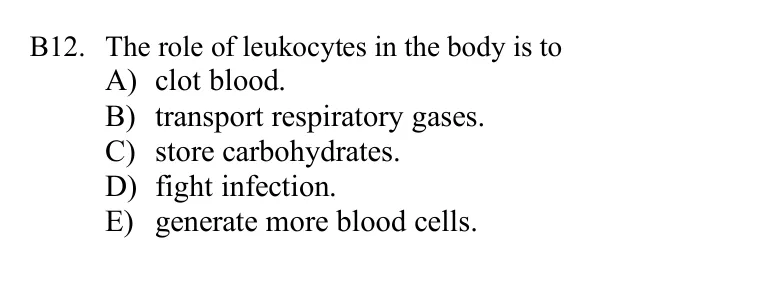 B12. The role of leukocytes in the body is to
A) clot blood.
B) transport respiratory gases.
C) store carbohydrates.
D) fight infection.
E) generate more blood cells.